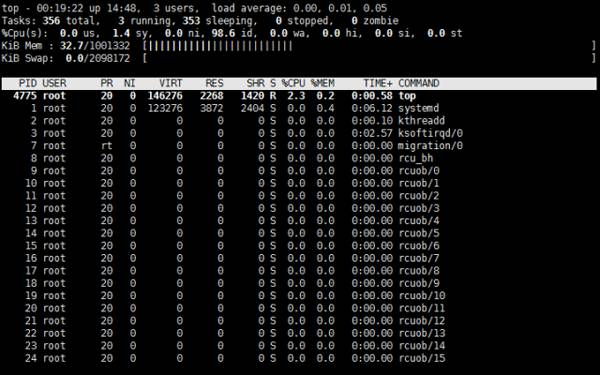 top - 00:19:22 up 14:48,  3 users,  load average: 0.00, 0.01, 0.05
Tasks: 356 total,   3 running, 353 sleeping,   0 stopped,   0 zombie
%Cpu(s):  0.0 us,  1.4 sy,  0.0 ni, 98.6 id,  0.0 wa,  0.0 hi,  0.0 si,  0.0 st
KiB Mem : 32.7/1001332  [|||||||||||||||||||||||||| ]
KiB Swap:  0.0/2098172  [ ]
PID USER PR NI VIRT RES SHR S %CPU %MEM TIME+ COMMAND
4775 root 20 0 146276 2268 1420 R 2.3 0.2 0:00.58 top
1 root 20 0 123276 3872 2404 S 0.0 0.4 0:06.12 systemd
2 root 20 0 0 0 0 S 0.0 0.0 0:00.10 kthreadd
3 root 20 0 0 0 0 S 0.0 0.0 0:02.57 ksoftirqd/0
7 root rt 0 0 0 0 S 0.0 0.0 0:00.00 migration/0
8 root 20 0 0 0 0 S 0.0 0.0 0:00.00 rcu_bh
9 root 20 0 0 0 0 S 0.0 0.0 0:00.00 rcuob/0
10 root 20 0 0 0 0 S 0.0 0.0 0:00.00 rcuob/1
11 root 20 0 0 0 0 S 0.0 0.0 0:00.00 rcuob/2
12 root 20 0 0 0 0 S 0.0 0.0 0:00.00 rcuob/3
13 root 20 0 0 0 0 S 0.0 0.0 0:00.00 rcuob/4
14 root 20 0 0 0 0 S 0.0 0.0 0:00.00 rcuob/5
15 root 20 0 0 0 0 S 0.0 0.0 0:00.00 rcuob/6
16 root 20 0 0 0 0 S 0.0 0.0 0:00.00 rcuob/7
17 root 20 0 0 0 0 S 0.0 0.0 0:00.00 rcuob/8
18 root 20 0 0 0 0 S 0.0 0.0 0:00.00 rcuob/9
19 root 20 0 0 0 0 S 0.0 0.0 0:00.00 rcuob/10
20 root 20 0 0 0 0 S 0.0 0.0 0:00.00 rcuob/11
21 root 20 0 0 0 0 S 0.0 0.0 0:00.00 rcuob/12
22 root 20 0 0 0 0 S 0.0 0.0 0:00.00 rcuob/13
23 root 20 0 0 0 0 S 0.0 0.0 0:00.00 rcuob/14
24 root 20 0 0 0 0 S 0.0 0.0 0:00.00 rcuob/15